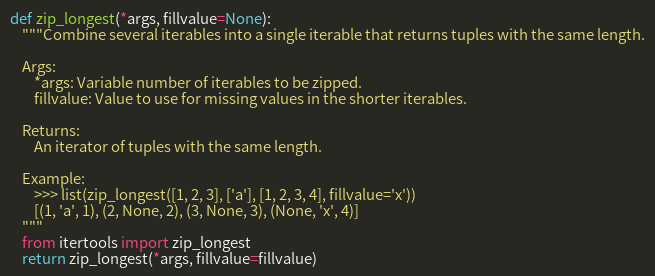 def zip_longest(*args, fillvalue=None):
    """Combine several iterables into a single iterable that returns tuples with the same length.

    Args:
        *args: Variable number of iterables to be zipped.
        fillvalue: Value to use for missing values in the shorter iterables.

    Returns:
        An iterator of tuples with the same length.

    Example:
        >>> list(zip_longest([1, 2, 3], ['a'], [1, 2, 3, 4], fillvalue='x'))
        [(1, 'a', 1), (2, None, 2), (3, None, 3), (None, 'x', 4)]
    """
    from itertools import zip_longest
    return zip_longest(*args, fillvalue=fillvalue)